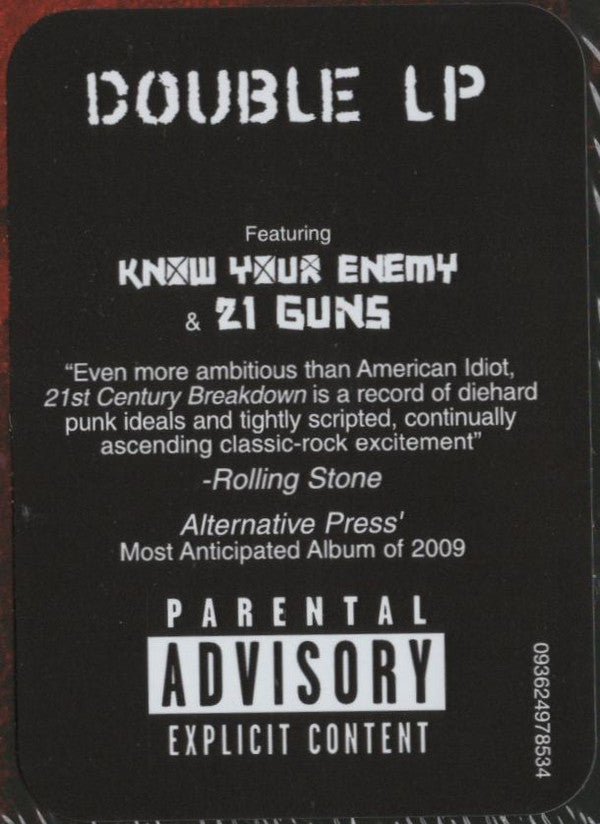 DOUBLE LP
Featuring
KNOW YOUR ENEMY
& 21 GUNS
“Even more ambitious than American Idiot,
21st Century Breakdown is a record of diehard
punk ideals and tightly scripted, continually
ascending classic-rock excitement”
-Rolling Stone
Alternative Press'
Most Anticipated Album of 2009
PARENTAL
ADVISORY
EXPLICIT CONTENT
093624978534